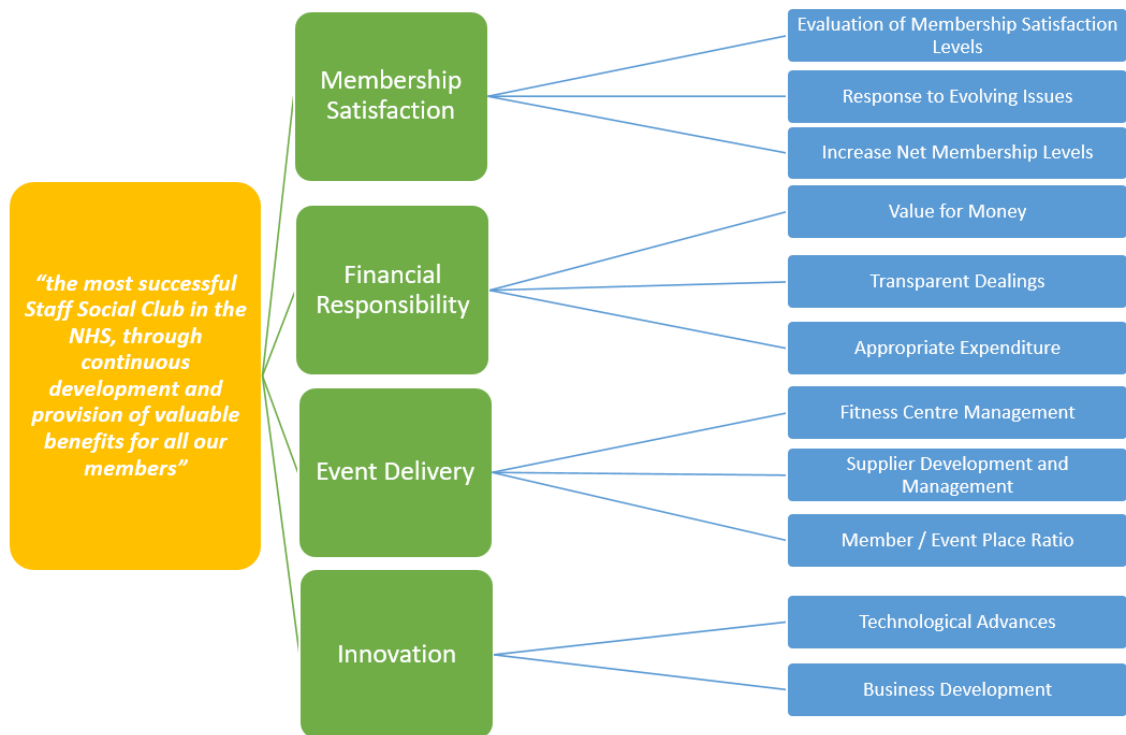 “the most successful
Staff Social Club in the
NHS, through
continuous
development and
provision of valuable
benefits for all our
members”
Membership
Satisfaction
Evaluation of Membership Satisfaction
Levels
Response to Evolving Issues
Increase Net Membership Levels
Financial
Responsibility
Value for Money
Transparent Dealings
Appropriate Expenditure
Event Delivery
Fitness Centre Management
Supplier Development and
Management
Member / Event Place Ratio
Innovation
Technological Advances
Business Development